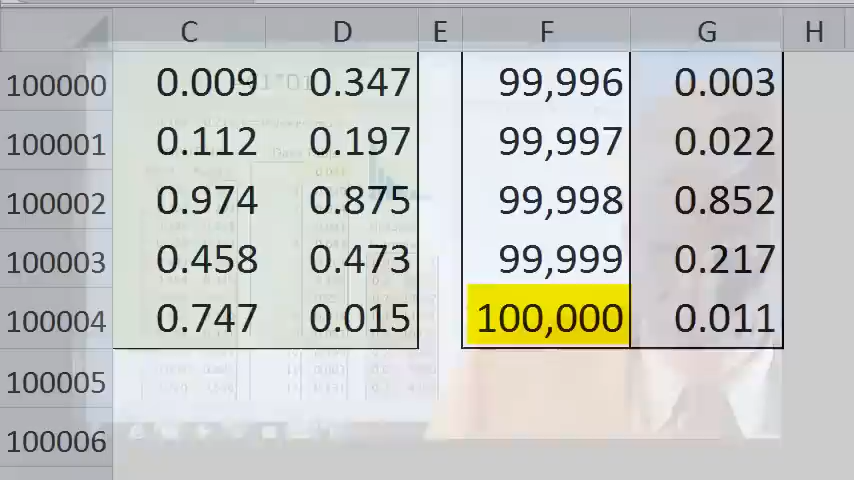 C D E F G H
100000 0.009 0.347 99,996 0.003
100001 0.112 0.197 99,997 0.022
100002 0.974 0.875 99,998 0.852
100003 0.458 0.473 99,999 0.217
100004 0.747 0.015 100,000 0.011
100005
100006